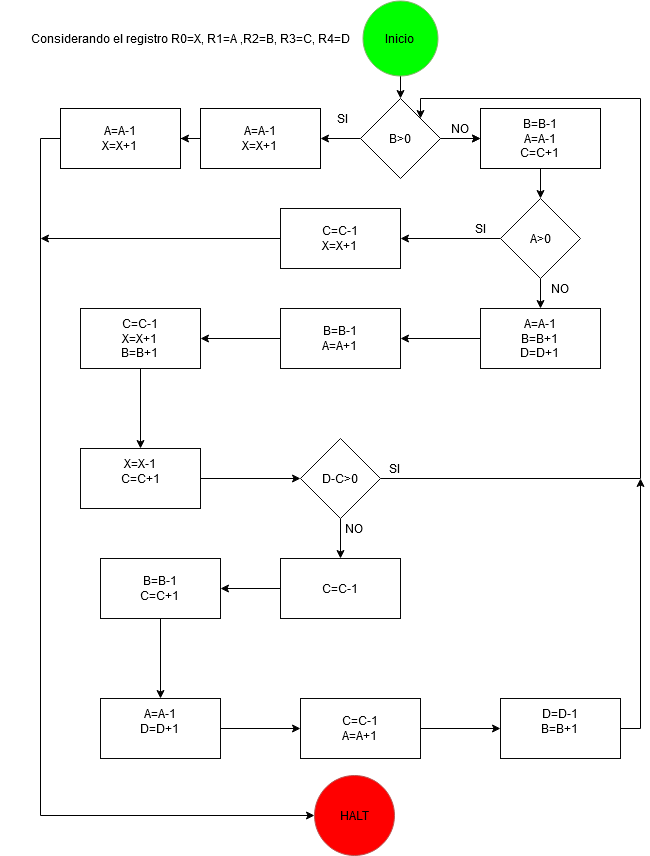 Considerando el registro R0=X, R1=A ,R2=B, R3=C, R4=D
Inicio
B>0
SI
NO
A=A-1
X=X+1
A=A-1
X=X+1
B=B-1
A=A-1
C=C+1
A>0
SI
NO
C=C-1
X=X+1
A=A-1
B=B+1
D=D+1
B=B-1
A=A+1
C=C-1
X=X+1
B=B+1
X=X-1
C=C+1
D-C>0
SI
NO
C=C-1
B=B-1
C=C+1
A=A-1
D=D+1
C=C-1
A=A+1
D=D-1
B=B+1
HALT